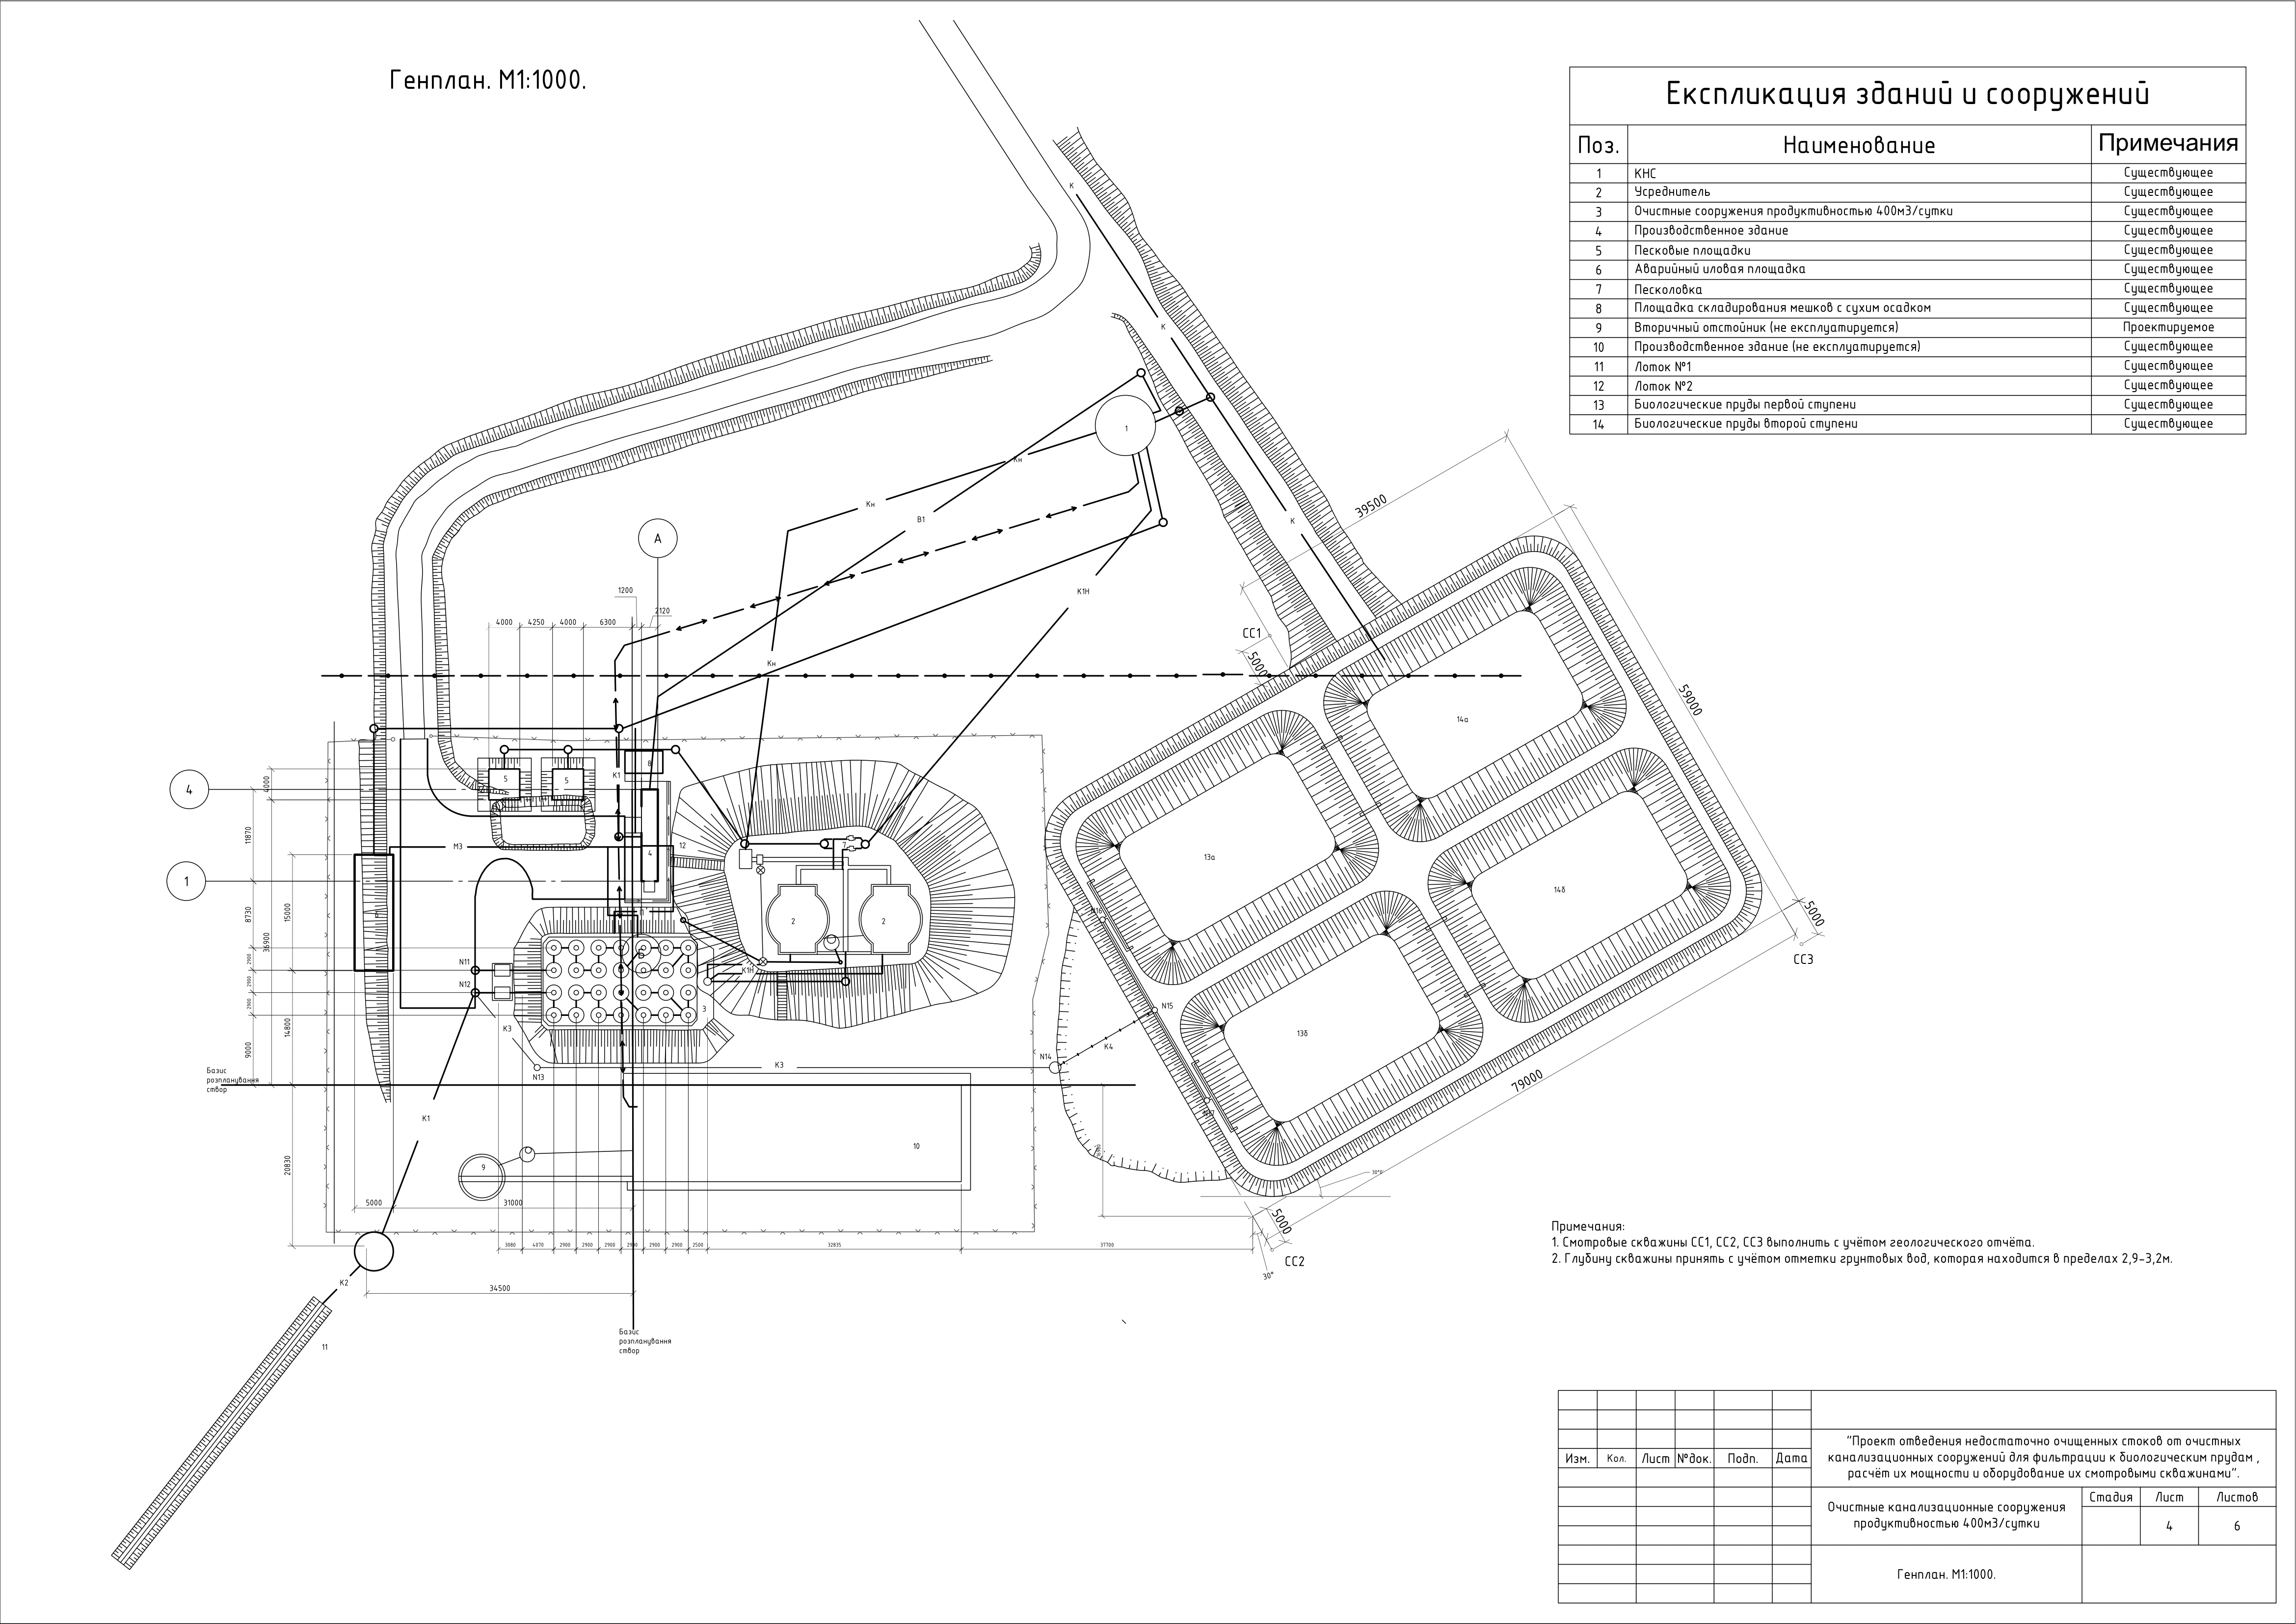 Генплан. М1:1000.
Експликация зданий и сооружений
Поз. Наименование Примечания
1 КНС Существующее
2 Усреднитель Существующее
3 Очистные сооружения продуктивностью 400м3/сутки Существующее
4 Производственное здание Существующее
5 Песковые площадки Существующее
6 Аварийный иловая площадка Существующее
7 Песколовка Существующее
8 Площадка складирования мешков с сухим осадком Существующее
9 Вторичный отстойник (не експлуатируется) Проектируемое
10 Производственное здание (не експлуатируется) Существующее
11 Лоток №1 Существующее
12 Лоток №2 Существующее
13 Биологические пруды первой ступени Существующее
14 Биологические пруды второй ступени Существующее
К
К
1
Кн
39500
Кн
В1
К
А
1200
К1Н
2120
4000 4250 4000 6300
СС1
5000
Кн
59000
14а
5 5 К1 8
4
4000
11870
М3 4 12 7
13а
1
14б
8730 15000 36900
2 2
N16
5000
СС3
N11
2900
К1Н
2900
N12
2900
3
N15
К3
14800
13б
9000
К4
N14
К3
N13
79000
Базис
розпланування
створ
N17
К1
10
20830
9
30°0'
5000 31000
5000
3080 4070 2900 2900 2900 2900 2900 2900 2500 32835 37700
СС2
30°
К2
34500
Базис
розпланування
створ
11
Примечания:
1. Смотровые скважины СС1, СС2, СС3 выполнить с учётом геологического отчёта.
2. Глубину скважины принять с учётом отметки грунтовых вод, которая находится в пределах 2,9-3,2м.
"Проект отведения недостаточно очищенных стоков от очистных
канализационных сооружений для фильтрации к биологическим прудам ,
расчёт их мощности и оборудование их смотровыми скважинами".
Изм. Кол. Лист №док. Подп. Дата
Очистные канализационные сооружения
продуктивностью 400м3/сутки
Стадия Лист Листов
4 6
Генплан. М1:1000.